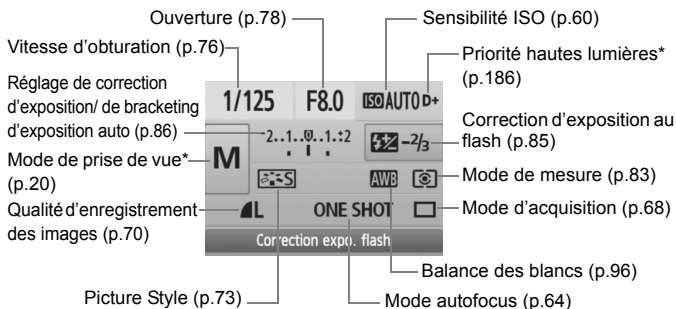 Ouverture (p.78)
Sensibilité ISO (p.60)
Vitesse d'obturation (p.76)
Priorité hautes lumières*
(p.186)
Réglage de correction
d'exposition/ de bracketing
d'exposition auto (p.86)
1/125 F8.0 ISO AUTO D+
-2..1..0..1.:2
-2/3
Correction d'exposition au
flash (p.85)
Mode de prise de vue*
(p.20)
M
S
AWB
Mode de mesure (p.83)
Qualité d'enregistrement
des images (p.70)
L ONE SHOT
Mode d'acquisition (p.68)
Correction expo. flash
Balance des blancs (p.96)
Picture Style (p.73)
Mode autofocus (p.64)